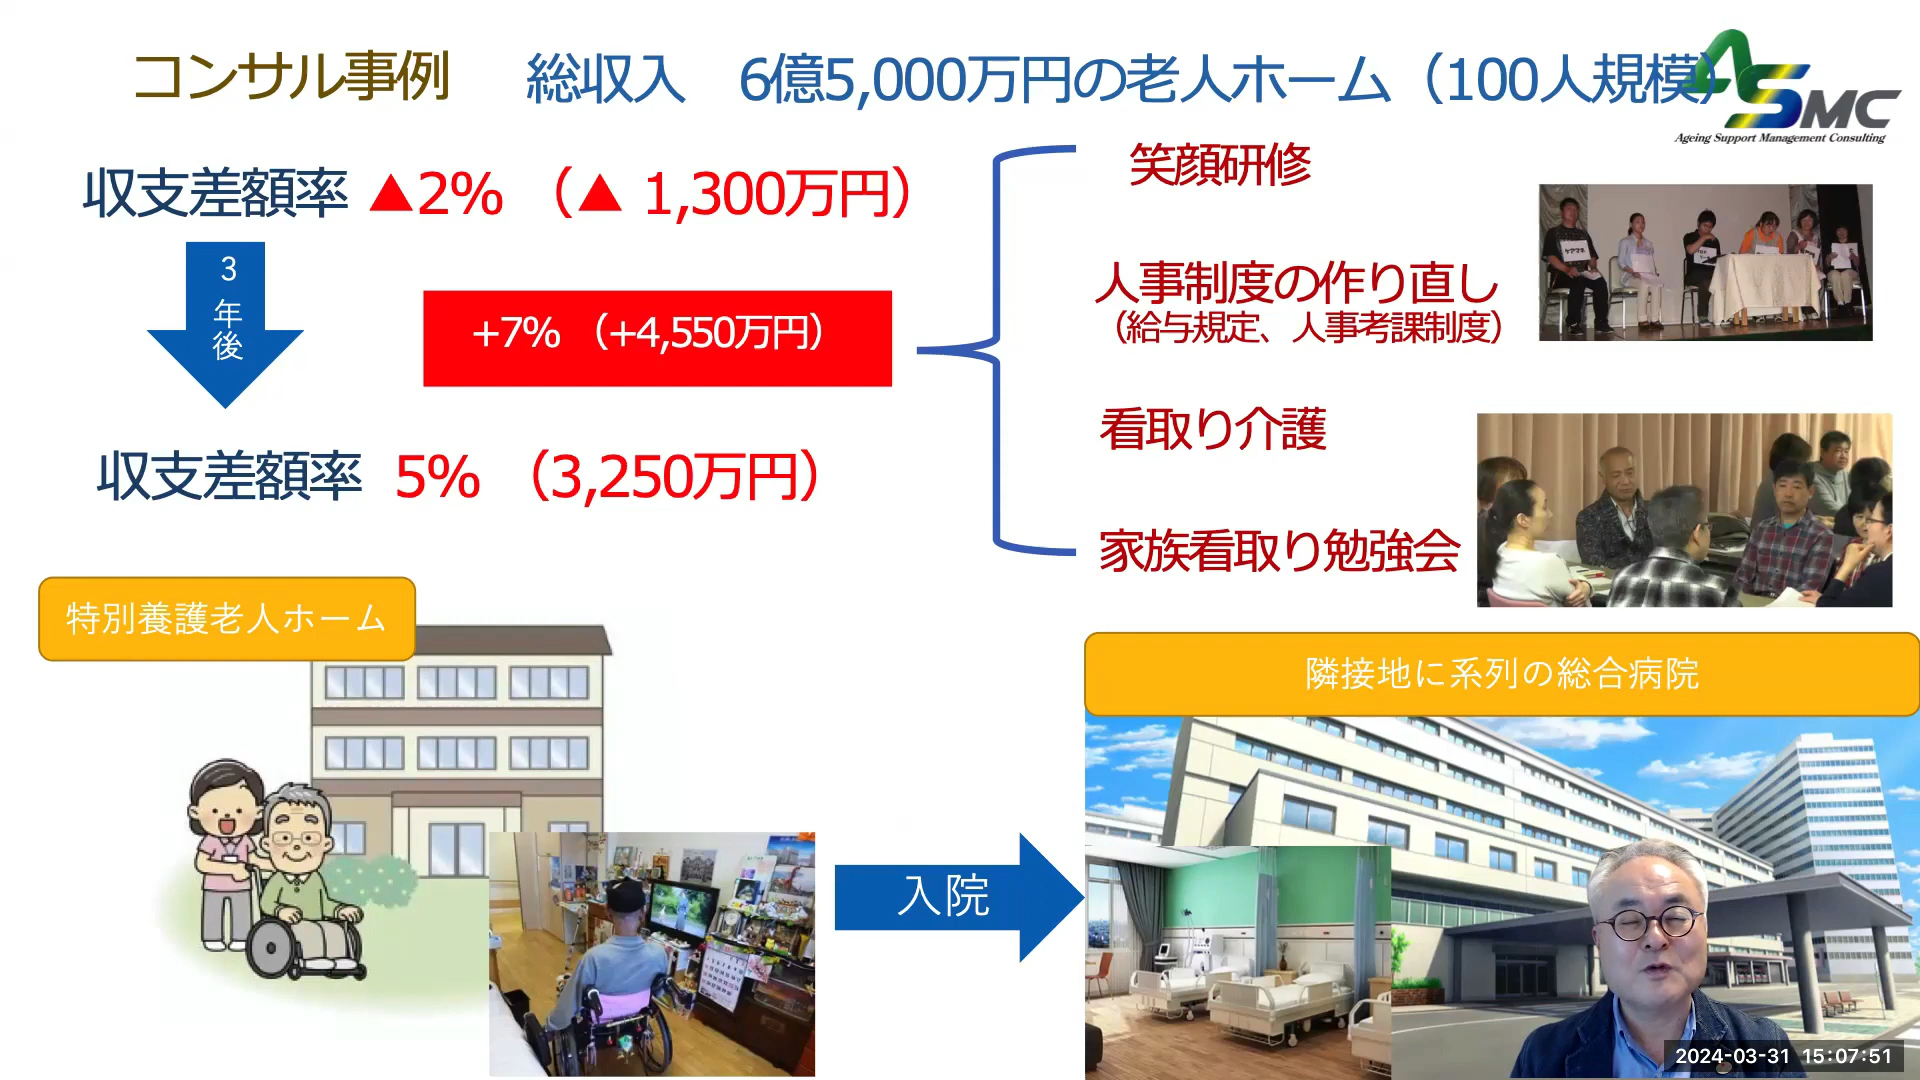 コンサル事例　総収入　6億5,000万円の老人ホーム（100人規模）
ASMC
Ageing Support Management Consulting
収支差額率 ▲2% （▲ 1,300万円）
3年後
+7% （+4,550万円）
収支差額率 5% （3,250万円）
笑顔研修
人事制度の作り直し
（給与規定、人事考課制度）
看取り介護
家族看取り勉強会
ケアマネ
特別養護老人ホーム
入院
隣接地に系列の総合病院
2024-03-31 15:07:51